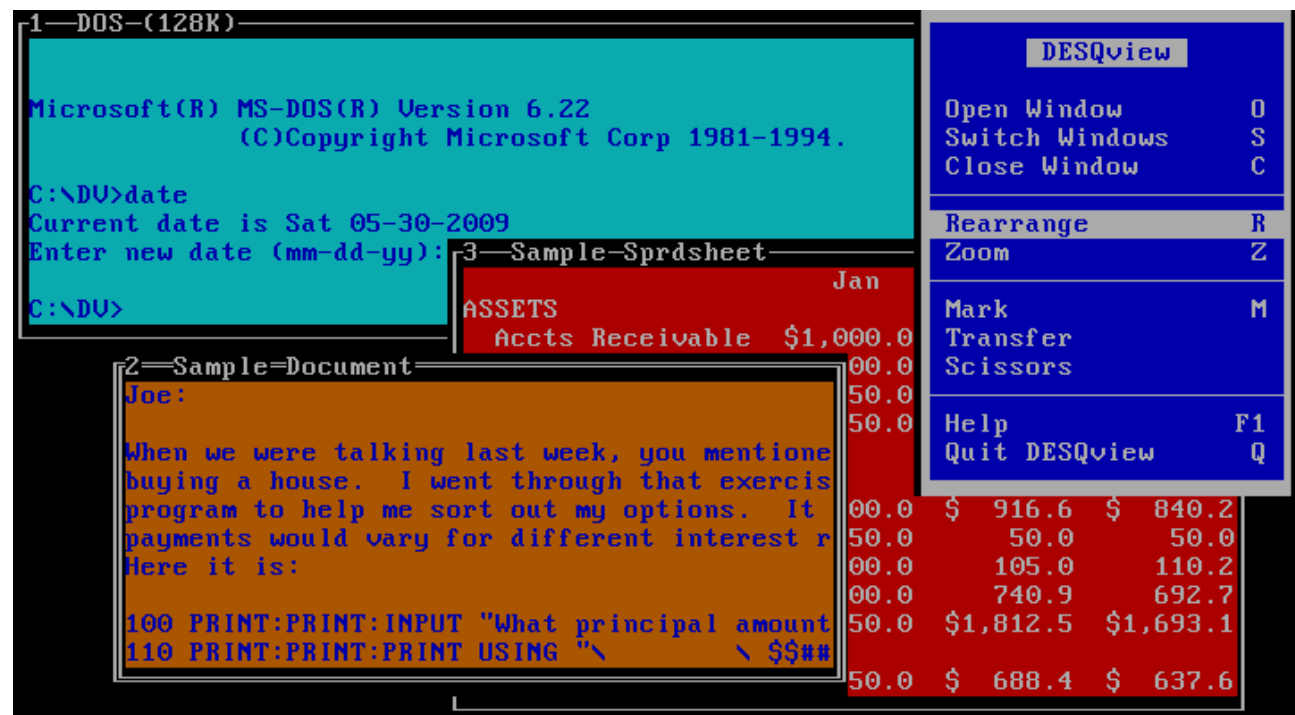 1—DOS—(128K)
Microsoft(R) MS-DOS(R) Version 6.22
(C)Copyright Microsoft Corp 1981-1994.
C:\DV>date
Current date is Sat 05-30-2009
Enter new date (mm-dd-yy):
C:\DV>
3—Sample—Sprdsheet
Jan
ASSETS
Accts Receivable $1,000.0
00.0
50.0
50.0
00.0 $ 916.6 $ 840.2
50.0 50.0 50.0
00.0 105.0 110.2
00.0 740.9 692.7
50.0 $1,812.5 $1,693.1
50.0 $ 688.4 $ 637.6
2══Sample═Document
Joe:
When we were talking last week, you mentione
buying a house. I went through that exercis
program to help me sort out my options. It
payments would vary for different interest r
Here it is:
100 PRINT:PRINT:INPUT "What principal amount
110 PRINT:PRINT:PRINT USING "\ \ $$##
DESQview
Open Window O
Switch Windows S
Close Window C
Rearrange R
Zoom Z
Mark M
Transfer
Scissors
Help F1
Quit DESQview Q